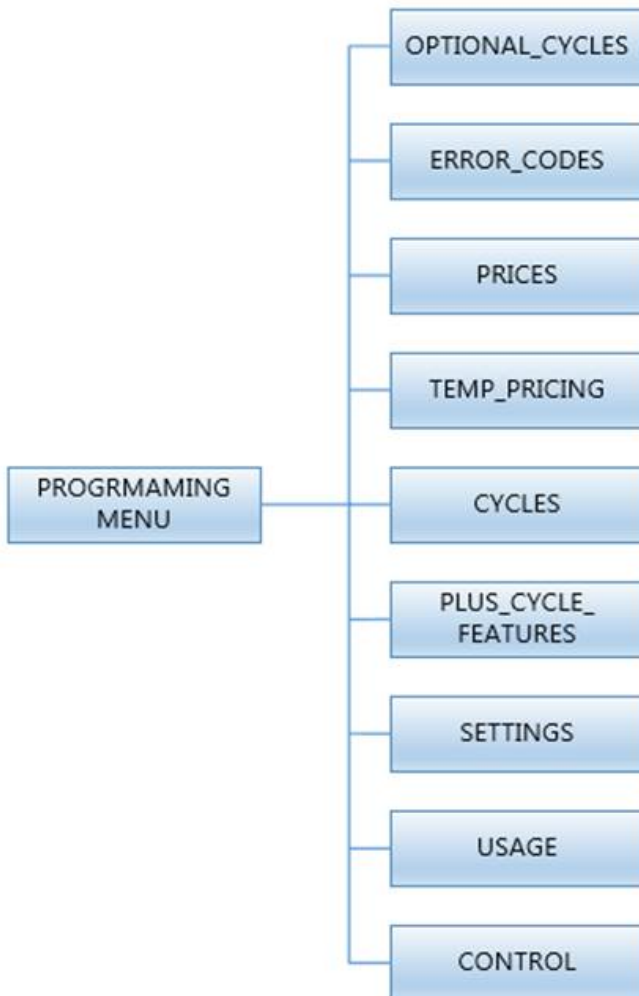 OPTIONAL_CYCLES
ERROR_CODES
PRICES
TEMP_PRICING
PROGRMAMING
MENU
CYCLES
PLUS_CYCLE_
FEATURES
SETTINGS
USAGE
CONTROL